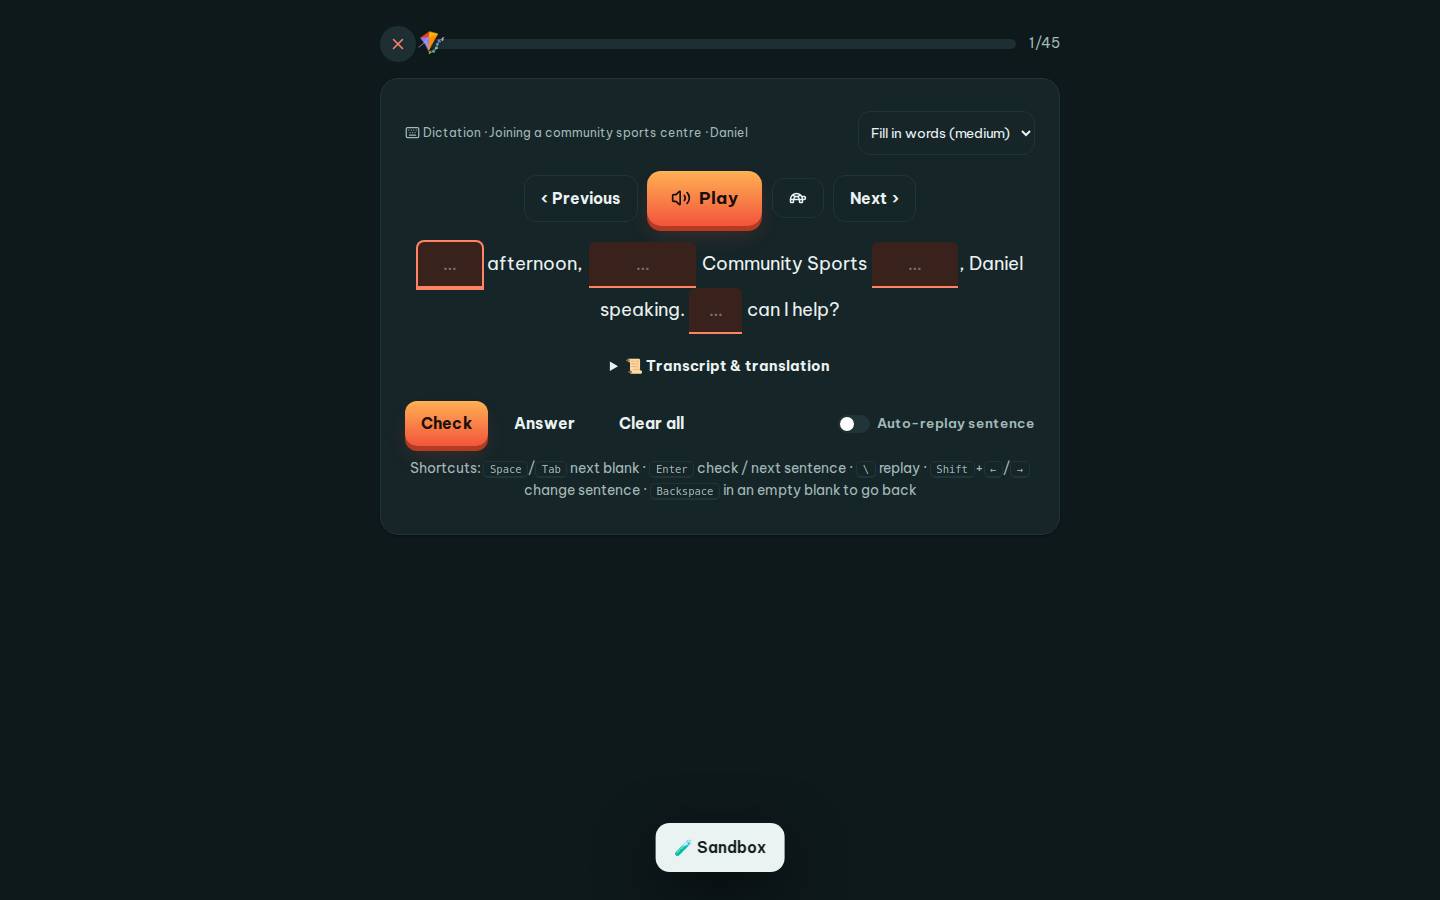 1/45
Dictation · Joining a community sports centre · Daniel
Fill in words (medium)
‹ Previous
Play
Next ›
... afternoon, ... Community Sports ... , Daniel
speaking. ... can I help?
▶ 📜 Transcript & translation
Check
Answer
Clear all
Auto-replay sentence
Shortcuts: Space / Tab next blank · Enter check / next sentence · \ replay · Shift + ← / →
change sentence · Backspace in an empty blank to go back
🧪 Sandbox